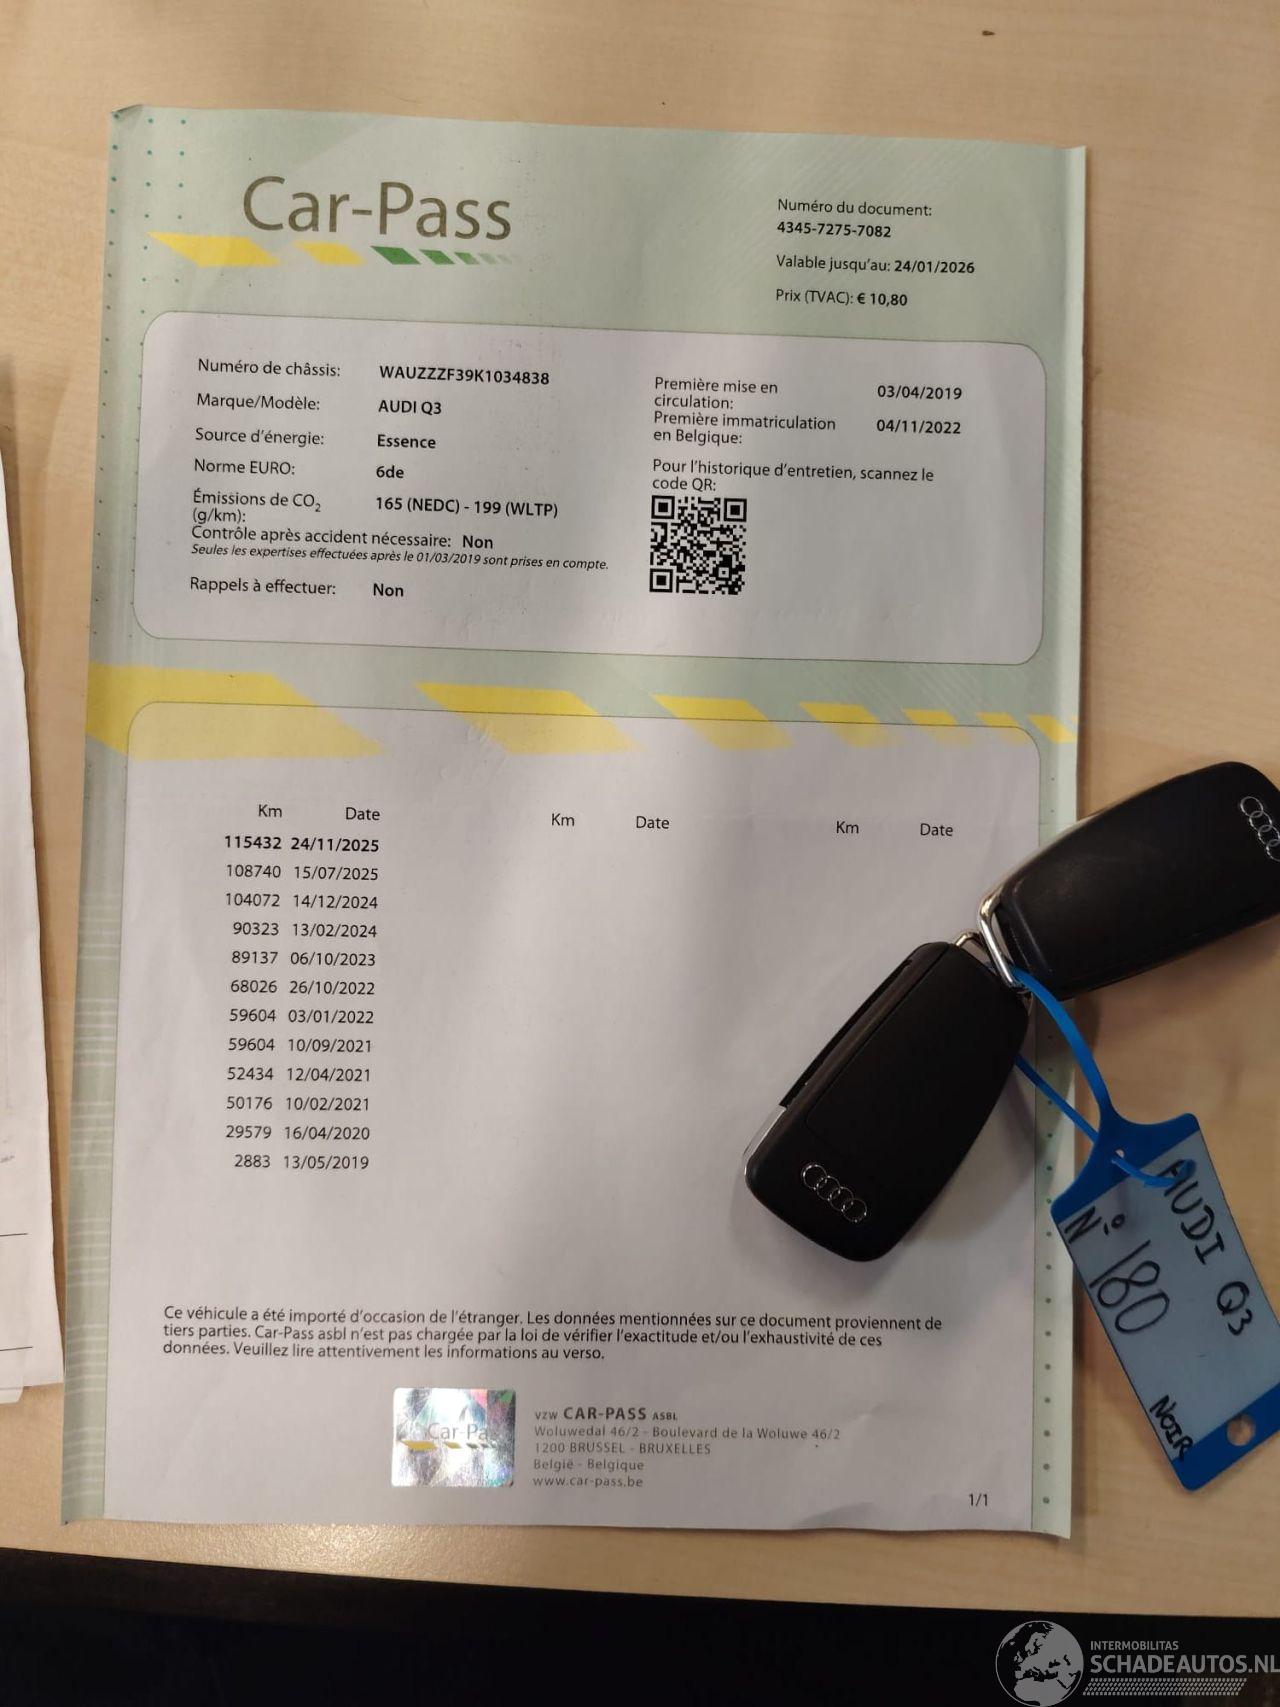 Car-Pass
Numéro du document:
4345-7275-7082
Valable jusqu'au: 24/01/2026
Prix (TVAC): € 10,80
Numéro de châssis: WAUZZZF39K1034838
Marque/Modèle: AUDI Q3
Source d'énergie: Essence
Norme EURO: 6de
Émissions de CO2 (g/km): 165 (NEDC) - 199 (WLTP)
Contrôle après accident nécessaire: Non
Seules les expertises effectuées après le 01/03/2019 sont prises en compte.
Rappels à effectuer: Non
Première mise en
circulation: 03/04/2019
Première immatriculation
en Belgique: 04/11/2022
Pour l'historique d'entretien, scannez le
code QR:
Km Date Km Date Km Date
115432 24/11/2025
108740 15/07/2025
104072 14/12/2024
90323 13/02/2024
89137 06/10/2023
68026 26/10/2022
59604 03/01/2022
59604 10/09/2021
52434 12/04/2021
50176 10/02/2021
29579 16/04/2020
2883 13/05/2019
AUDI Q3
N° 180
NOIR
Ce véhicule a été importé d'occasion de l'étranger. Les données mentionnées sur ce document proviennent de
tiers parties. Car-Pass asbl n'est pas chargée par la loi de vérifier l'exactitude et/ou l'exhaustivité de ces
données. Veuillez lire attentivement les informations au verso.
Car-Pas
vzw CAR-PASS ASBL
Woluwedal 46/2 - Boulevard de la Woluwe 46/2
1200 BRUSSEL - BRUXELLES
België - Belgique
www.car-pass.be
1/1
INTERMOBILITAS
SCHADEAUTOS.NL